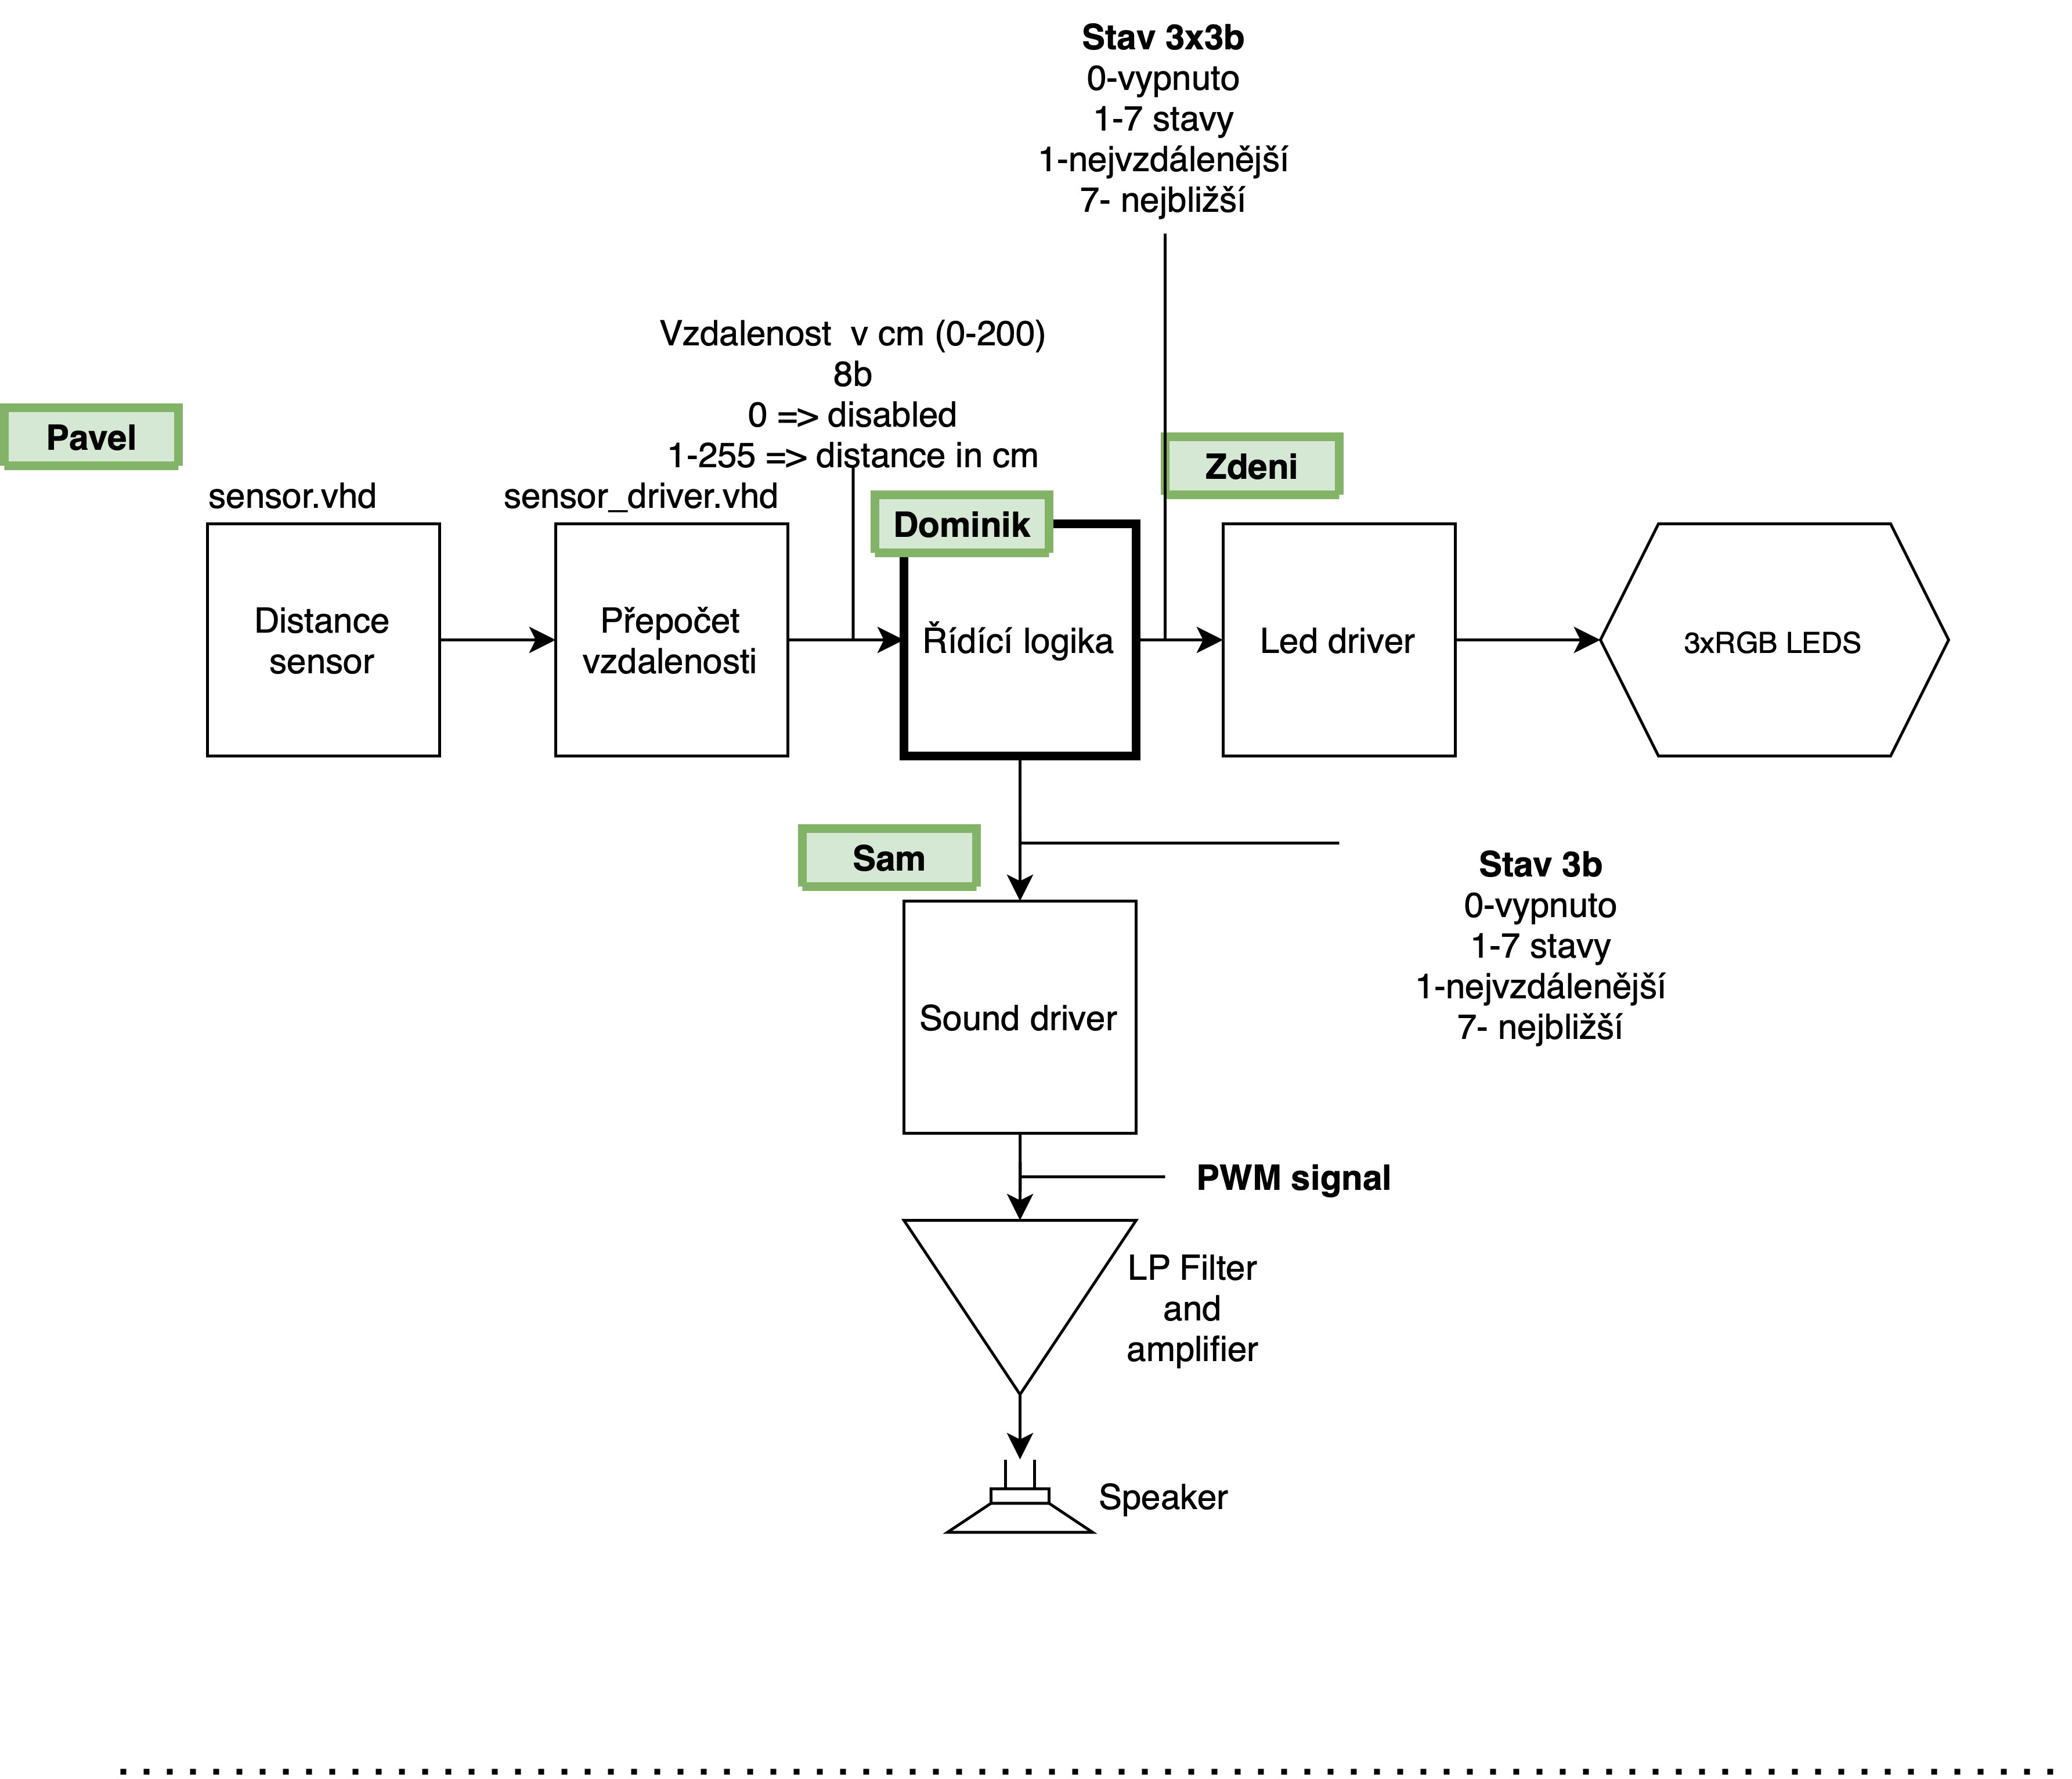 Stav 3x3b
0-vypnuto
1-7 stavy
1-nejvzdálenější
7- nejbližší
Vzdalenost  v cm (0-200)
8b
0 => disabled
1-255 => distance in cm
Pavel
Zdeni
sensor.vhd
sensor_driver.vhd
Dominik
Distance
sensor
Přepočet
vzdalenosti
Řídící logika
Led driver
3xRGB LEDS
Sam
Stav 3b
0-vypnuto
1-7 stavy
1-nejvzdálenější
7- nejbližší
Sound driver
PWM signal
LP Filter
and
amplifier
Speaker